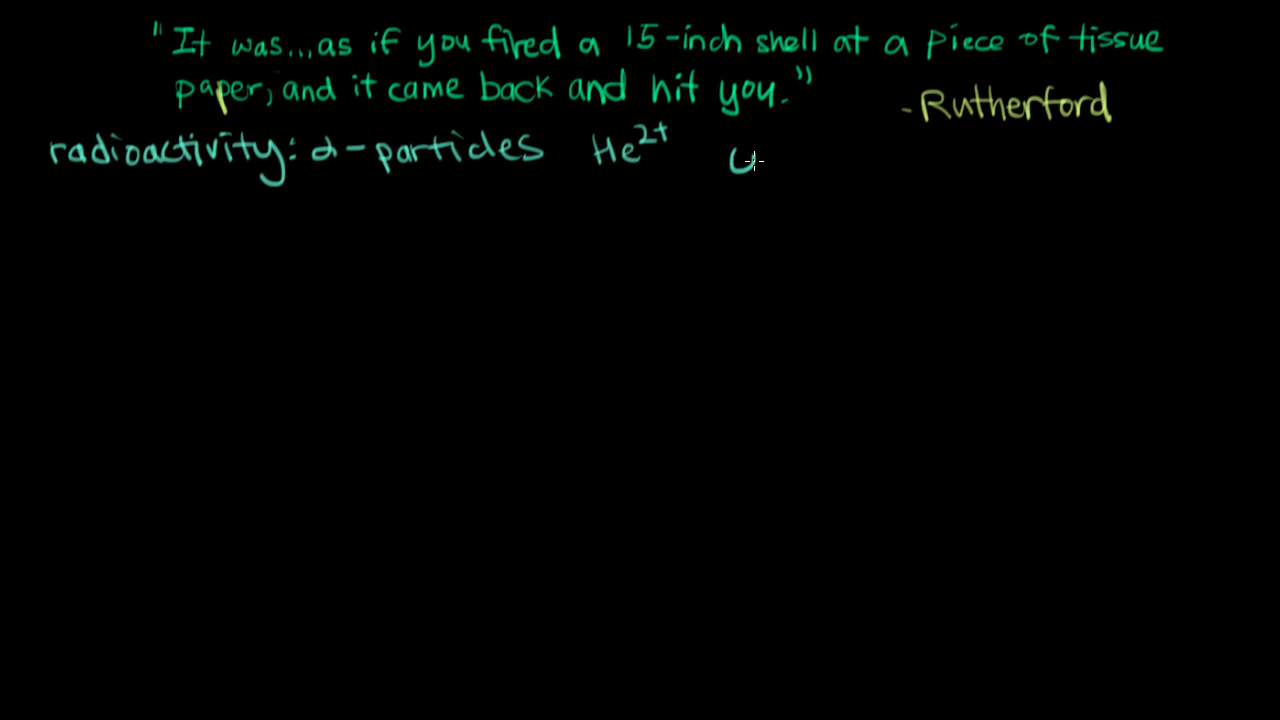 "It was...as if you fired a 15-inch shell at a piece of tissue
paper, and it came back and hit you."
-Rutherford
radioactivity: α-particles He²⁺